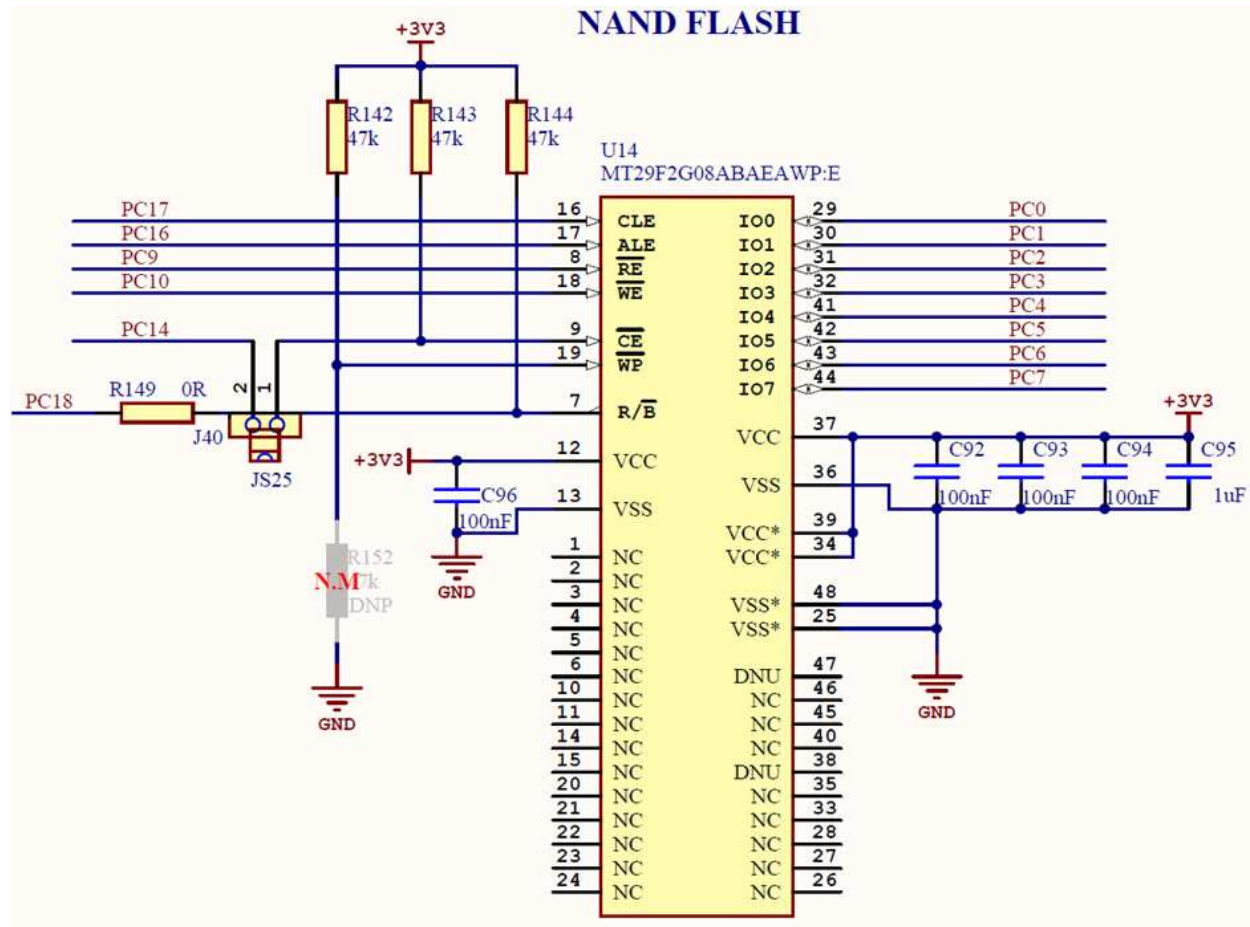 NAND FLASH
+3V3
R142
47k
R143
47k
R144
47k
U14
MT29F2G08ABAEAWP:E
PC17 16 CLE IO0 29 PC0
PC16 17 ALE IO1 30 PC1
PC9 8 RE IO2 31 PC2
PC10 18 WE IO3 32 PC3
IO4 41 PC4
PC14 9 CE IO5 42 PC5
19 WP IO6 43 PC6
IO7 44 PC7
PC18 R149 0R 2 1 7 R/B
J40
JS25
+3V3 12 VCC
C96
100nF
13 VSS
GND
VCC 37 +3V3
VSS 36
C92
100nF
C93
100nF
C94
100nF
C95
1uF
VCC* 39
VCC* 34
VSS* 48
VSS* 25
GND
R152
N.M 7k
DNP
GND
1 NC
2 NC
3 NC
4 NC
5 NC
6 NC DNU 47
10 NC NC 46
11 NC NC 45
14 NC NC 40
15 NC DNU 38
20 NC NC 35
21 NC NC 33
22 NC NC 28
23 NC NC 27
24 NC NC 26